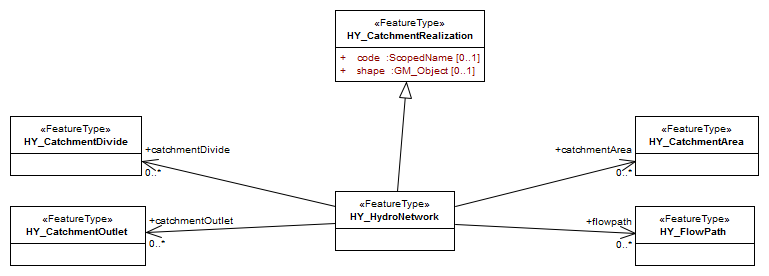 «FeatureType»
HY_CatchmentRealization
+ code :ScopedName [0..1]
+ shape :GM_Object [0..1]
«FeatureType»
HY_CatchmentDivide
+catchmentDivide
0..*
+catchmentArea
0..*
«FeatureType»
HY_CatchmentArea
«FeatureType»
HY_CatchmentOutlet
+catchmentOutlet
0..*
«FeatureType»
HY_HydroNetwork
+flowpath
0..*
«FeatureType»
HY_FlowPath